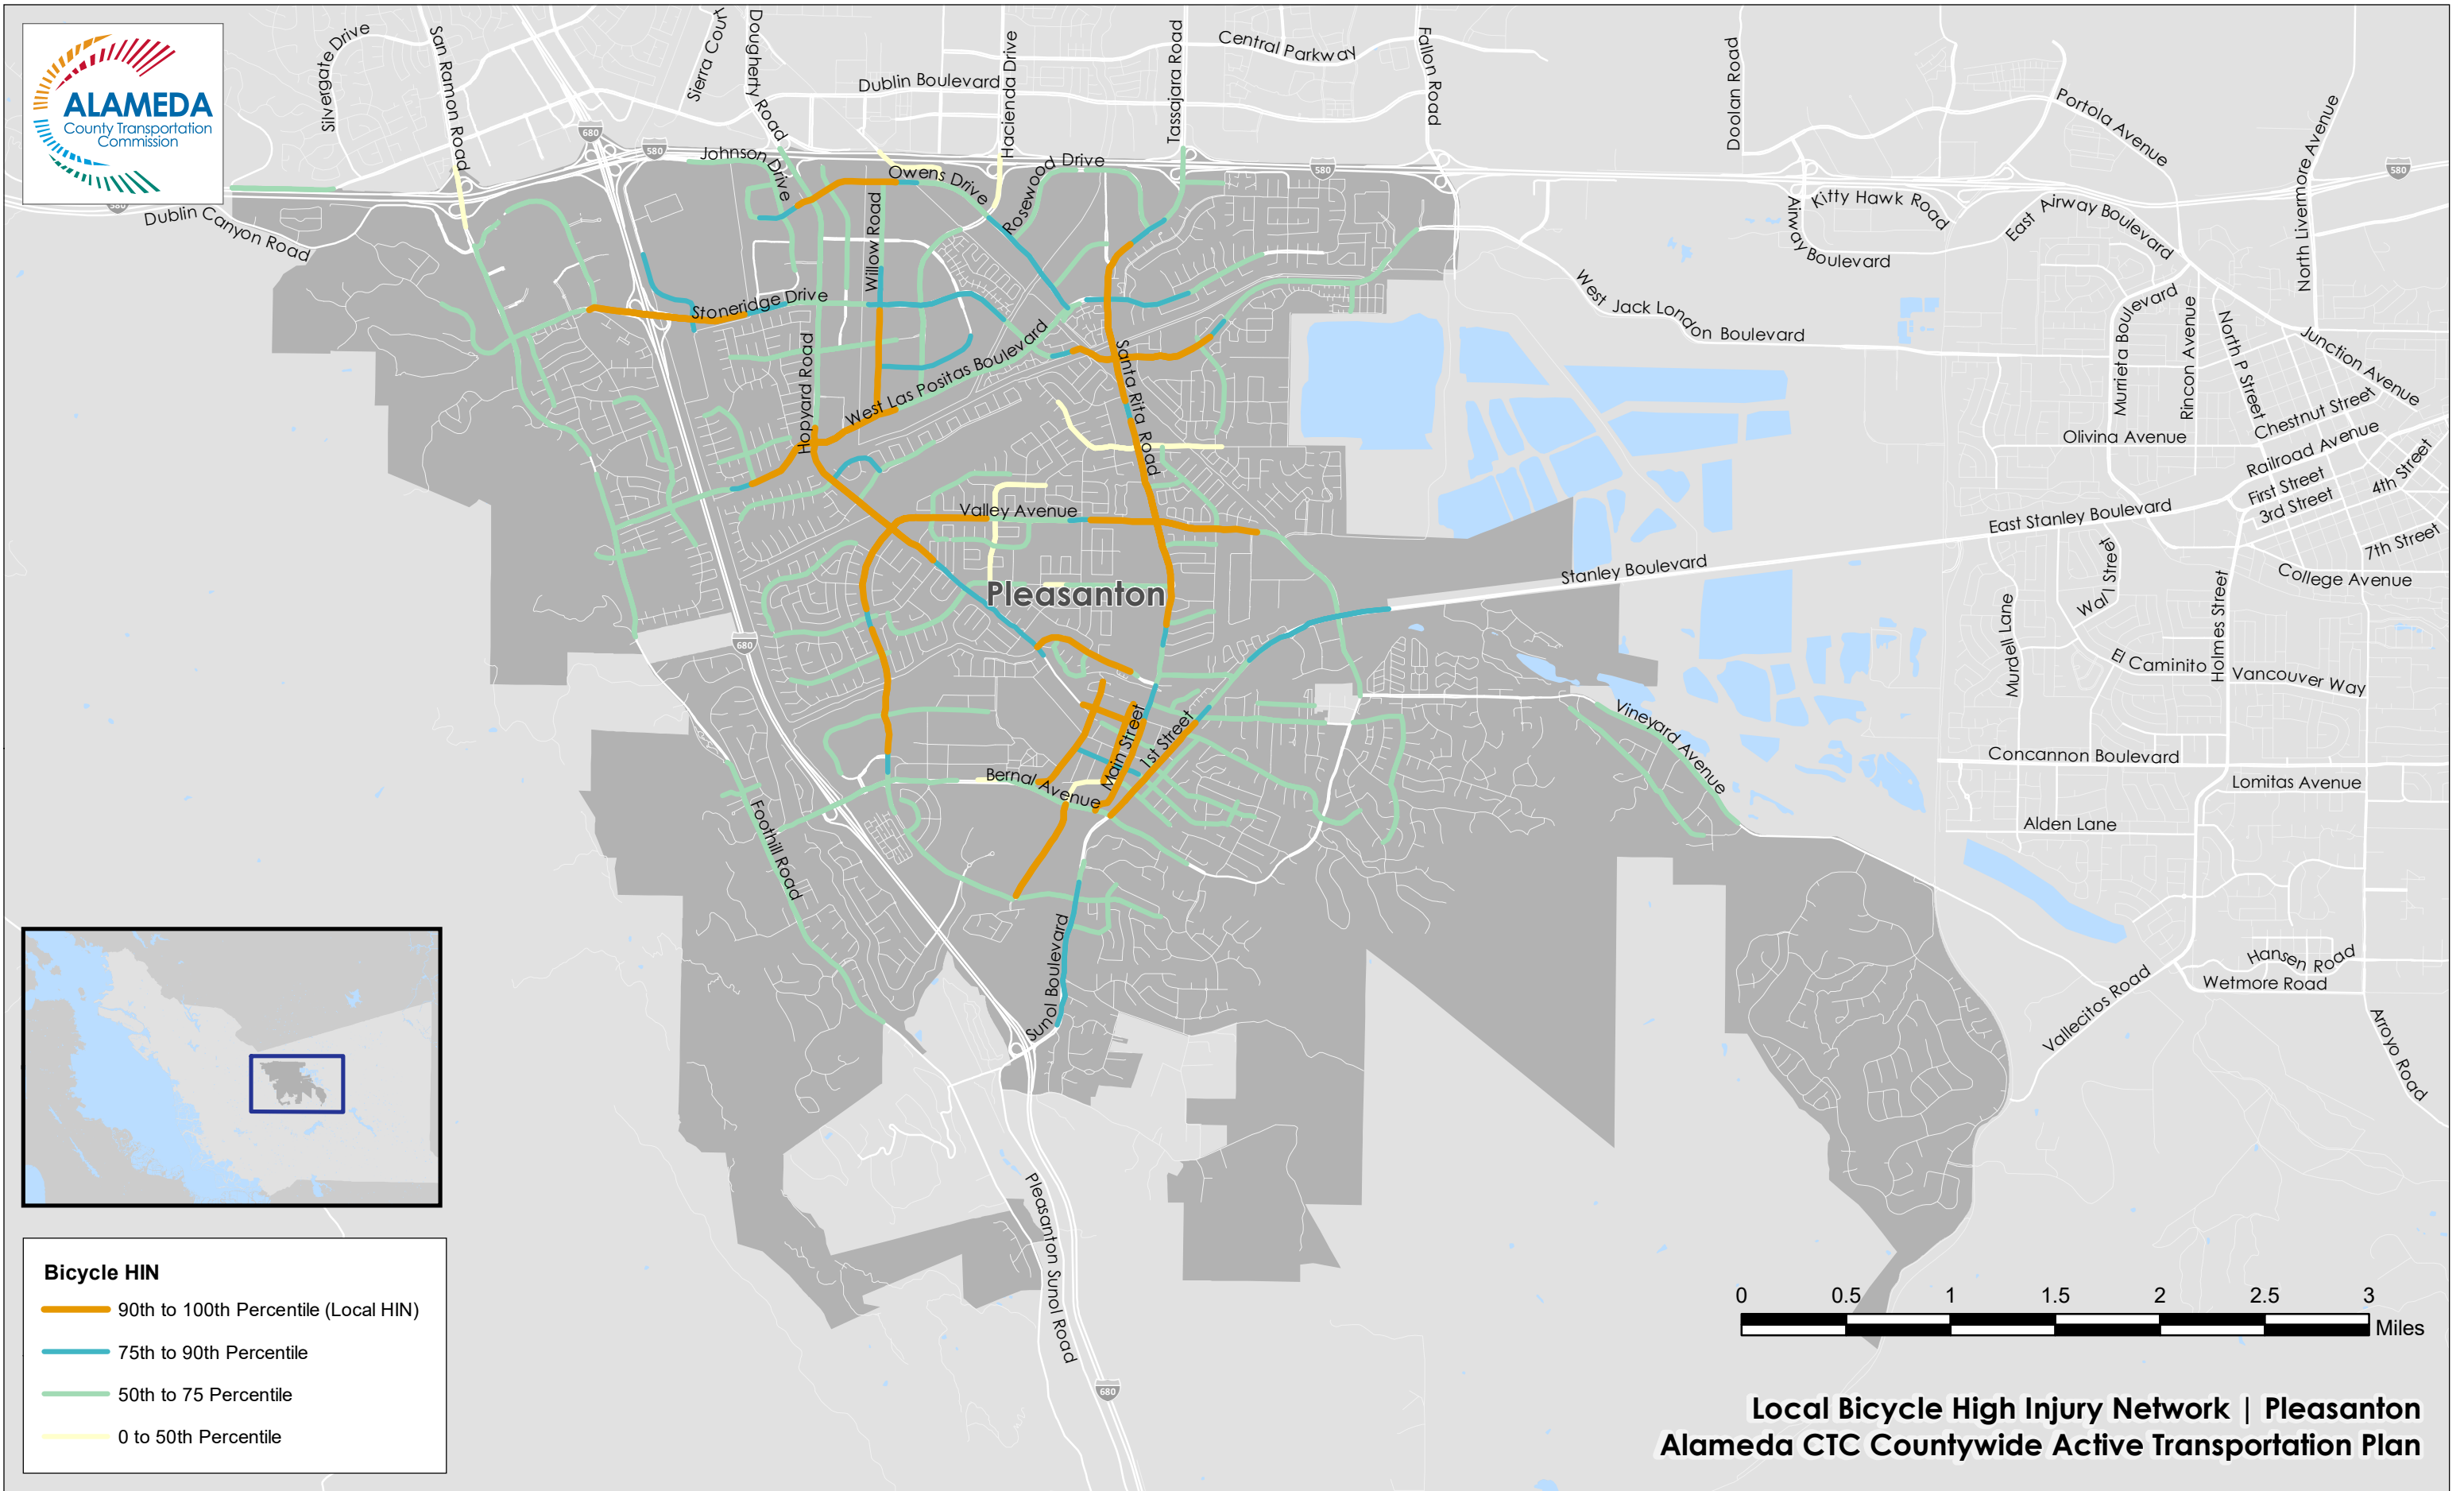 ALAMEDA
County Transportation
Commission
Silvergate Drive
San Ramon Road
Sierra Court
Dougherty Road
Dublin Boulevard
Hacienda Drive
Tassajara Road
Central Parkway
Fallon Road
Doolan Road
Portola Avenue
North Livermore Avenue
680
580
580
580
580
Johnson Drive
Owens Drive
Rosewood Drive
Dublin Canyon Road
Willow Road
Kitty Hawk Road
Airway Boulevard
East Airway Boulevard
Stoneridge Drive
Hopyard Road
West Las Positas Boulevard
Santa Rita Road
West Jack London Boulevard
Murrieta Boulevard
Rincon Avenue
North P Street
Junction Avenue
Chestnut Street
Olivina Avenue
Railroad Avenue
First Street
3rd Street
4th Street
7th Street
Valley Avenue
East Stanley Boulevard
Stanley Boulevard
College Avenue
Pleasanton
Wall Street
Murdell Lane
Holmes Street
El Caminito
Vancouver Way
680
Main Street
1st Street
Bernal Avenue
Vineyard Avenue
Concannon Boulevard
Lomitas Avenue
Alden Lane
Foothill Road
Sunol Boulevard
Hansen Road
Wetmore Road
Vallecitos Road
Arroyo Road
Pleasanton Sunol Road
680
Bicycle HIN
90th to 100th Percentile (Local HIN)
75th to 90th Percentile
50th to 75 Percentile
0 to 50th Percentile
0 0.5 1 1.5 2 2.5 3
Miles
Local Bicycle High Injury Network | Pleasanton
Alameda CTC Countywide Active Transportation Plan